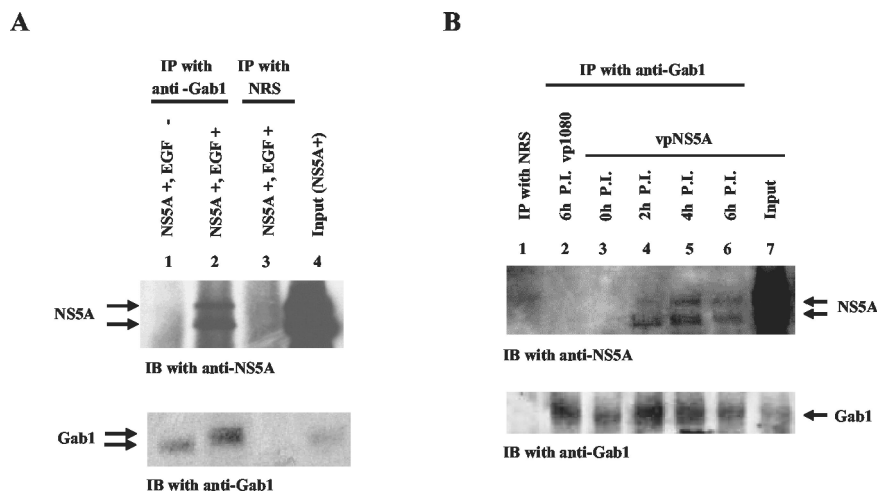 A
IP with
anti -Gab1
IP with
NRS
NS5A +, EGF -
NS5A +, EGF +
NS5A +, EGF +
Input (NS5A+)
1 2 3 4
NS5A
IB with anti-NS5A
Gab1
IB with anti-Gab1
B
IP with anti-Gab1
vpNS5A
IP with NRS
6h P.I. vp1080
0h P.I.
2h P.I.
4h P.I.
6h P.I.
Input
1 2 3 4 5 6 7
NS5A
IB with anti-NS5A
Gab1
IB with anti-Gab1